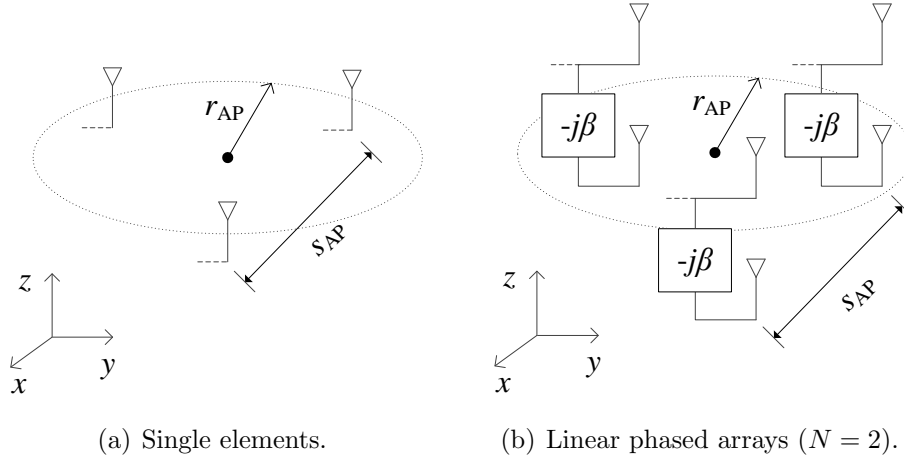 r_AP
s_AP
z
y
x
(a) Single elements.
r_AP
-jβ
-jβ
-jβ
s_AP
z
y
x
(b) Linear phased arrays (N = 2).